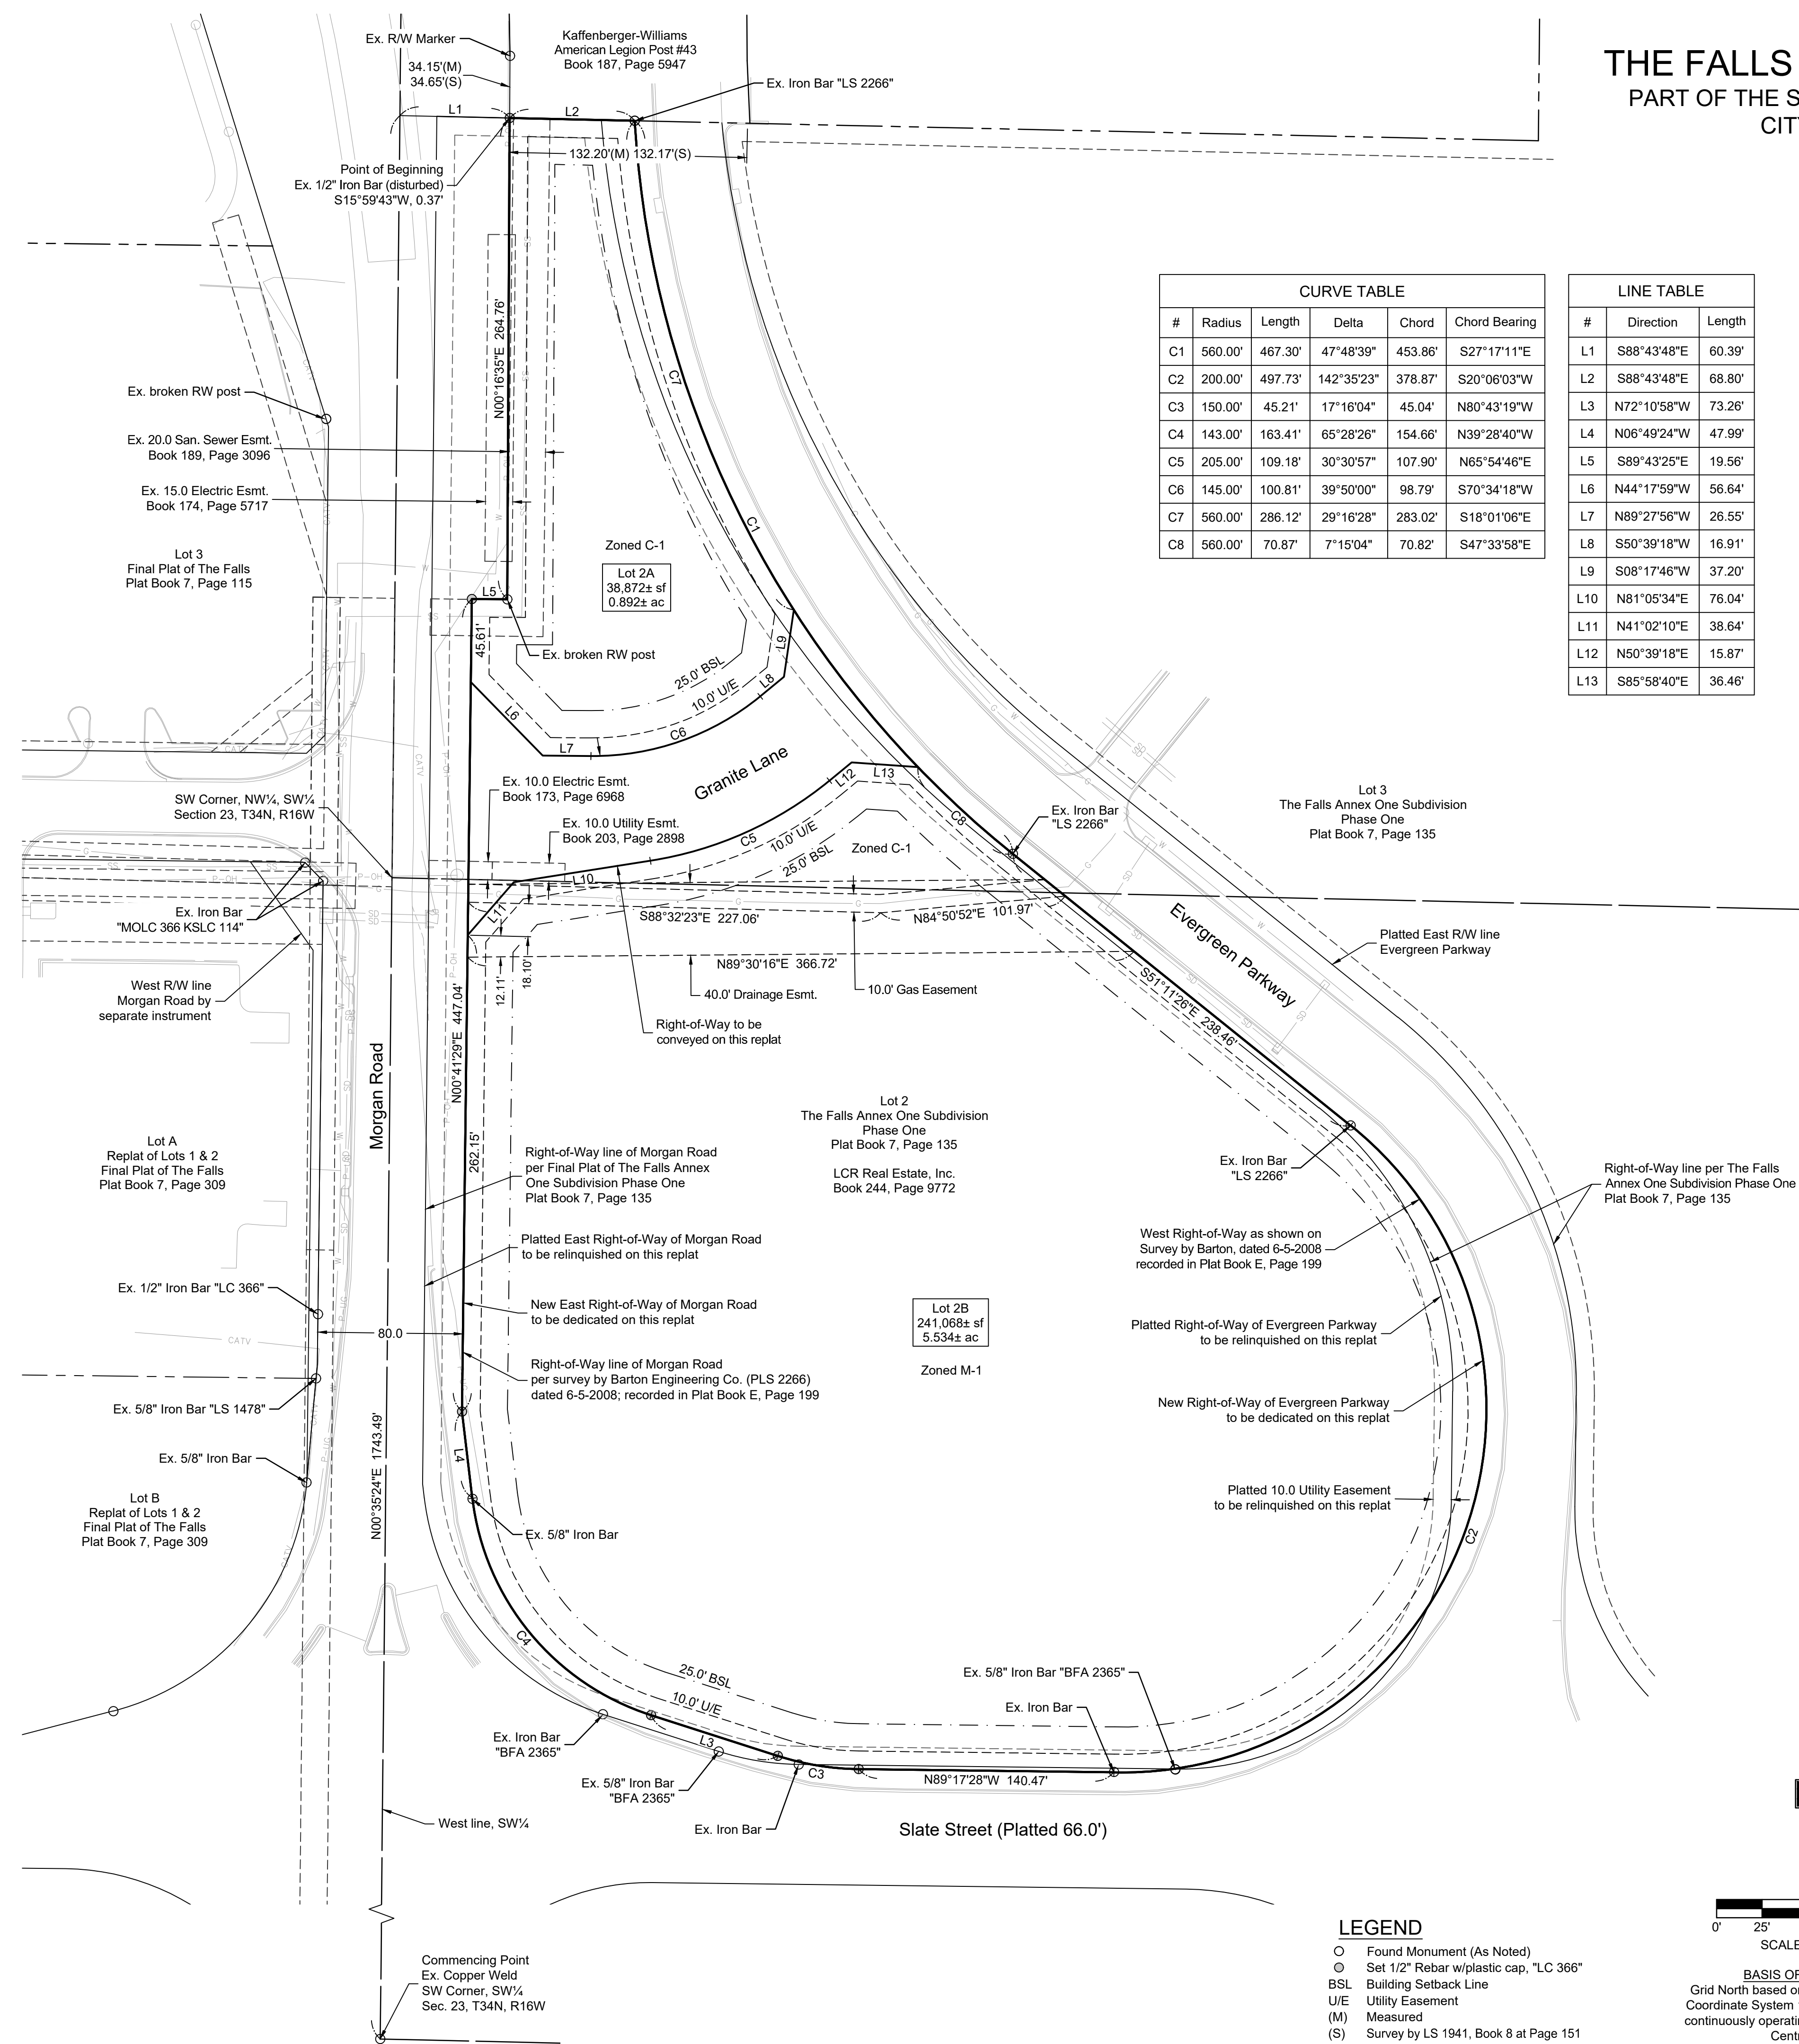 THE FALLS
PART OF THE S
CIT
Ex. R/W Marker
34.15'(M)
34.65'(S)
Kaffenberger-Williams
American Legion Post #43
Book 187, Page 5947
Ex. Iron Bar "LS 2266"
L1
L2
132.20'(M) 132.17'(S)
Point of Beginning
Ex. 1/2" Iron Bar (disturbed)
S15°59'43"W, 0.37'
CURVE TABLE
# Radius Length Delta Chord Chord Bearing
C1 560.00' 467.30' 47°48'39" 453.86' S27°17'11"E
C2 200.00' 497.73' 142°35'23" 378.87' S20°06'03"W
C3 150.00' 45.21' 17°16'04" 45.04' N80°43'19"W
C4 143.00' 163.41' 65°28'26" 154.66' N39°28'40"W
C5 205.00' 109.18' 30°30'57" 107.90' N65°54'46"E
C6 145.00' 100.81' 39°50'00" 98.79' S70°34'18"W
C7 560.00' 286.12' 29°16'28" 283.02' S18°01'06"E
C8 560.00' 70.87' 7°15'04" 70.82' S47°33'58"E
LINE TABLE
# Direction Length
L1 S88°43'48"E 60.39'
L2 S88°43'48"E 68.80'
L3 N72°10'58"W 73.26'
L4 N06°49'24"W 47.99'
L5 S89°43'25"E 19.56'
L6 N44°17'59"W 56.64'
L7 N89°27'56"W 26.55'
L8 S50°39'18"W 16.91'
L9 S08°17'46"W 37.20'
L10 N81°05'34"E 76.04'
L11 N41°02'10"E 38.64'
L12 N50°39'18"E 15.87'
L13 S85°58'40"E 36.46'
N00°16'35"E 264.76'
C7
C1
Ex. broken RW post
Ex. 20.0 San. Sewer Esmt.
Book 189, Page 3096
Ex. 15.0 Electric Esmt.
Book 174, Page 5717
Lot 3
Final Plat of The Falls
Plat Book 7, Page 115
Zoned C-1
Lot 2A
38,872± sf
0.892± ac
L5
45.61'
Ex. broken RW post
25.0' BSL
10.0' U/E
L9
L8
L6
L7
C6
Granite Lane
L12
L13
C8
SW Corner, NW¼, SW¼
Section 23, T34N, R16W
Ex. 10.0 Electric Esmt.
Book 173, Page 6968
Ex. 10.0 Utility Esmt.
Book 203, Page 2898
C5
10.0' U/E
25.0' BSL
Zoned C-1
Ex. Iron Bar
"LS 2266"
Lot 3
The Falls Annex One Subdivision
Phase One
Plat Book 7, Page 135
L10
L11
S88°32'23"E 227.06'
N84°50'52"E 101.97'
Ex. Iron Bar
"MOLC 366 KSLC 114"
Evergreen Parkway
Platted East R/W line
Evergreen Parkway
N89°30'16"E 366.72'
12.11'
18.10'
40.0' Drainage Esmt.
10.0' Gas Easement
S51°11'26"E 238.46'
West R/W line
Morgan Road by
separate instrument
Right-of-Way to be
conveyed on this replat
N00°41'29"E 447.04'
Morgan Road
262.15'
Lot 2
The Falls Annex One Subdivision
Phase One
Plat Book 7, Page 135
LCR Real Estate, Inc.
Book 244, Page 9772
Lot A
Replat of Lots 1 & 2
Final Plat of The Falls
Plat Book 7, Page 309
Right-of-Way line of Morgan Road
per Final Plat of The Falls Annex
One Subdivision Phase One
Plat Book 7, Page 135
Ex. Iron Bar
"LS 2266"
Right-of-Way line per The Falls
Annex One Subdivision Phase One
Plat Book 7, Page 135
Platted East Right-of-Way of Morgan Road
to be relinquished on this replat
West Right-of-Way as shown on
Survey by Barton, dated 6-5-2008
recorded in Plat Book E, Page 199
Ex. 1/2" Iron Bar "LC 366"
New East Right-of-Way of Morgan Road
to be dedicated on this replat
80.0
Lot 2B
241,068± sf
5.534± ac
Zoned M-1
Platted Right-of-Way of Evergreen Parkway
to be relinquished on this replat
Right-of-Way line of Morgan Road
per survey by Barton Engineering Co. (PLS 2266)
dated 6-5-2008; recorded in Plat Book E, Page 199
Ex. 5/8" Iron Bar "LS 1478"
New Right-of-Way of Evergreen Parkway
to be dedicated on this replat
Ex. 5/8" Iron Bar
L4
N00°35'24"E 1743.49'
Lot B
Replat of Lots 1 & 2
Final Plat of The Falls
Plat Book 7, Page 309
Ex. 5/8" Iron Bar
Platted 10.0 Utility Easement
to be relinquished on this replat
C2
C4
25.0' BSL
10.0' U/E
Ex. 5/8" Iron Bar "BFA 2365"
Ex. Iron Bar
Ex. Iron Bar
"BFA 2365"
L3
C3
N89°17'28"W 140.47'
Ex. 5/8" Iron Bar
"BFA 2365"
Ex. Iron Bar
Slate Street (Platted 66.0')
West line, SW¼
Commencing Point
Ex. Copper Weld
SW Corner, SW¼
Sec. 23, T34N, R16W
LEGEND
Found Monument (As Noted)
Set 1/2" Rebar w/plastic cap, "LC 366"
BSL Building Setback Line
U/E Utility Easement
(M) Measured
(S) Survey by LS 1941, Book 8 at Page 151
0' 25'
SCALE
BASIS OF
Grid North based on
Coordinate System
continuously operatin
Centr